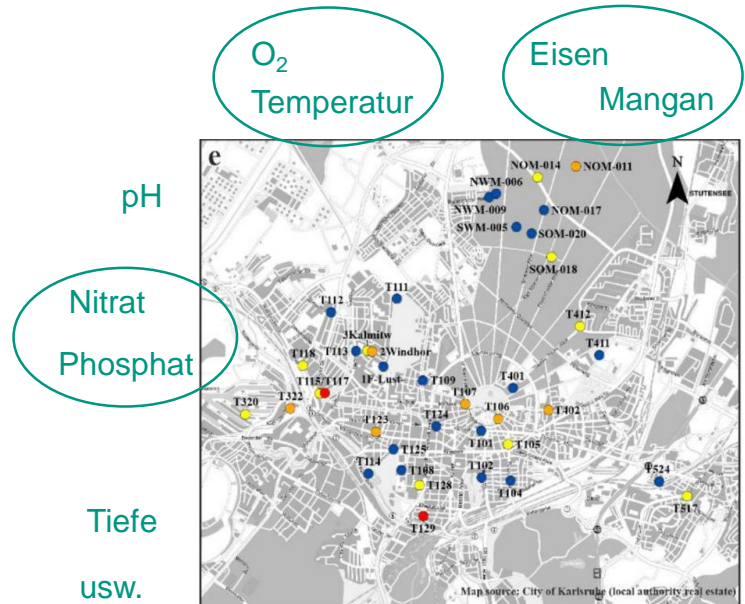 O₂
Temperatur
Eisen
Mangan
pH
Nitrat
Phosphat
Tiefe
usw.
e
N
STUTENSEE
NOM-014
NOM-011
NWM-006
NWM-009
NOM-017
SWM-005
SOM-020
SOM-018
T111
T112
T412
3Kalmitw
T113
2Windhor
T411
T118
1F-Lust-
T115/T117
T109
T401
T320
T322
T107
T106
T402
T123
T124
T101
T105
T125
T114
T108
T102
T524
T128
T104
T517
T129
Map source: City of Karlsruhe (local authority real estate)